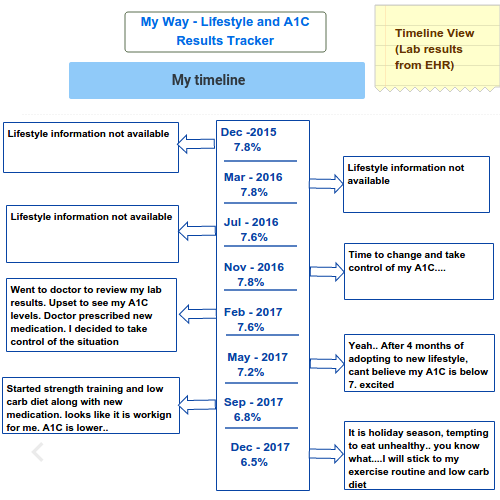 My Way - Lifestyle and A1C
Results Tracker
Timeline View
(Lab results
from EHR)
My timeline
Dec -2015
7.8%
Lifestyle information not available
Mar - 2016
7.8%
Lifestyle information not
available
Jul - 2016
7.6%
Lifestyle information not available
Nov - 2016
7.8%
Time to change and take
control of my A1C....
Feb - 2017
7.6%
Went to doctor to review my lab
results. Upset to see my A1C
levels. Doctor prescribed new
medication. I decided to take
control of the situation
May - 2017
7.2%
Yeah.. After 4 months of
adopting to new lifestyle,
cant believe my A1C is below
7. excited
Sep - 2017
6.8%
Started strength training and low
carb diet along with new
medication. looks like it is workign
for me. A1C is lower..
Dec - 2017
6.5%
It is holiday season, tempting
to eat unhealthy.. you know
what....I will stick to my
exercise routine and low carb
diet